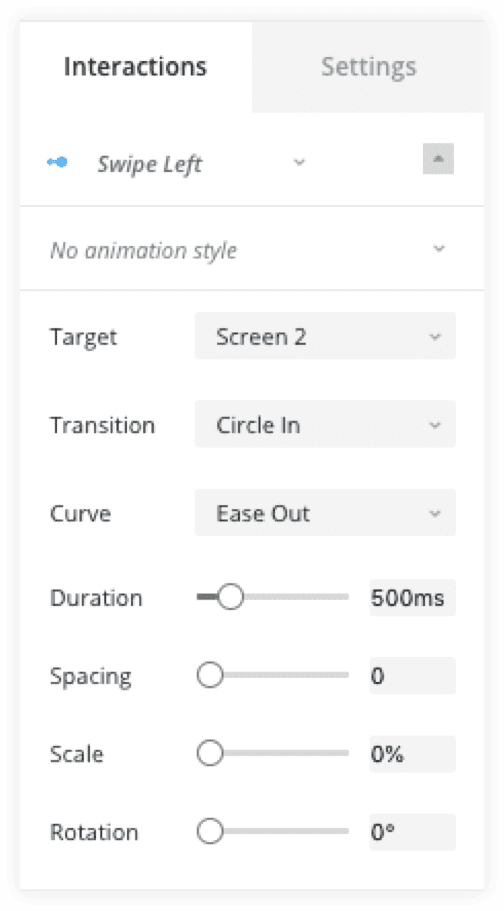 Interactions Settings
Swipe Left
No animation style
Target Screen 2
Transition Circle In
Curve Ease Out
Duration 500ms
Spacing 0
Scale 0%
Rotation 0°